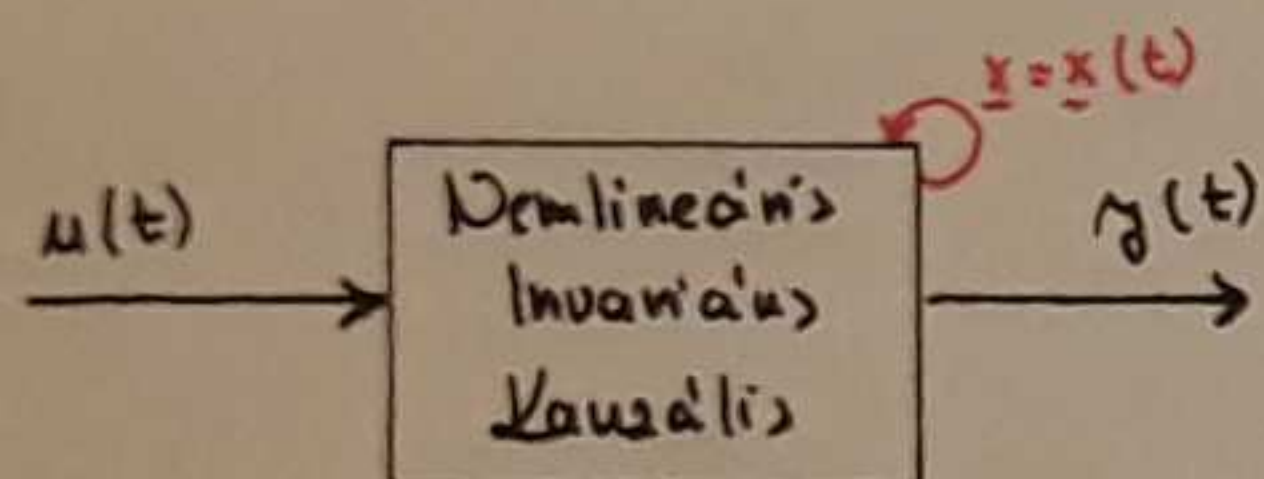 x = x(t)
u(t)
Nemlineáris
y(t)
Invariáns
Kauzális